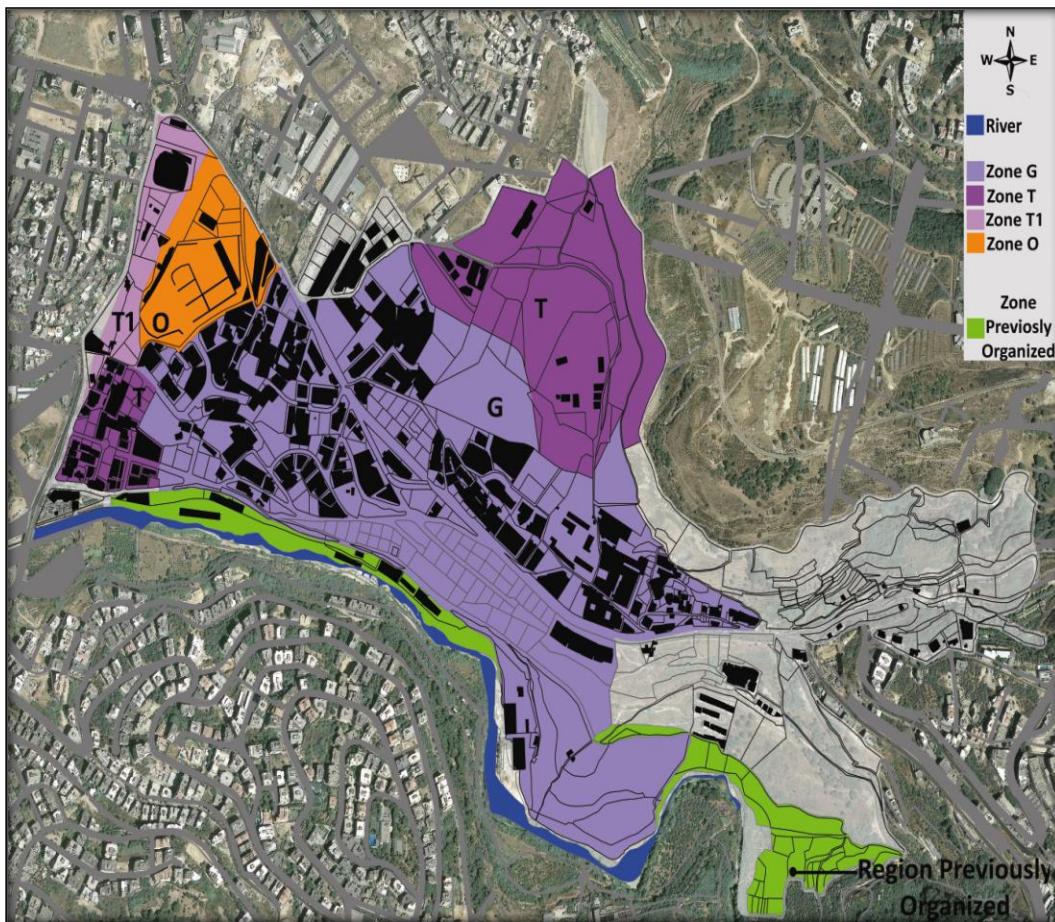 N
W E
S
River
Zone G
Zone T
Zone T1
Zone O
Zone
Previosly
Organized
T1
O
T
T
G
Region Previously
Organized